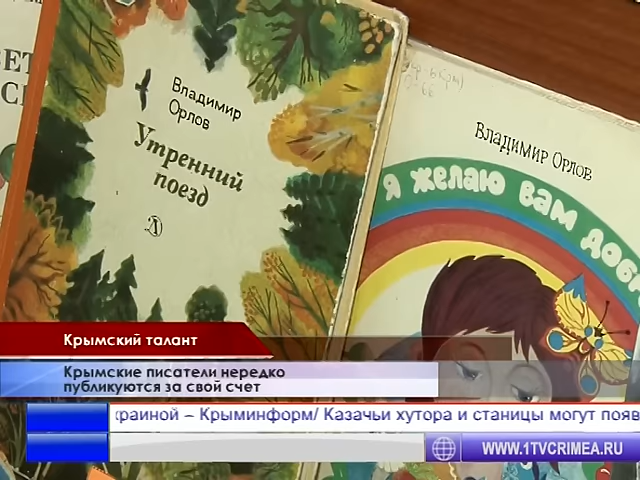 Владимир
Орлов
Утренний
поезд
Владимир Орлов
Я ЖЕЛАЮ ВАМ ДОБР
Крымский талант
Крымские писатели нередко
публикуются за свой счет
краиной – Крыминформ/ Казачьи хутора и станицы могут появ
WWW.1TVCRIMEA.RU